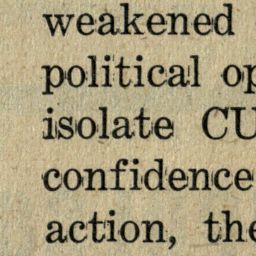 weakened
political op
isolate CU
confidence
action, the